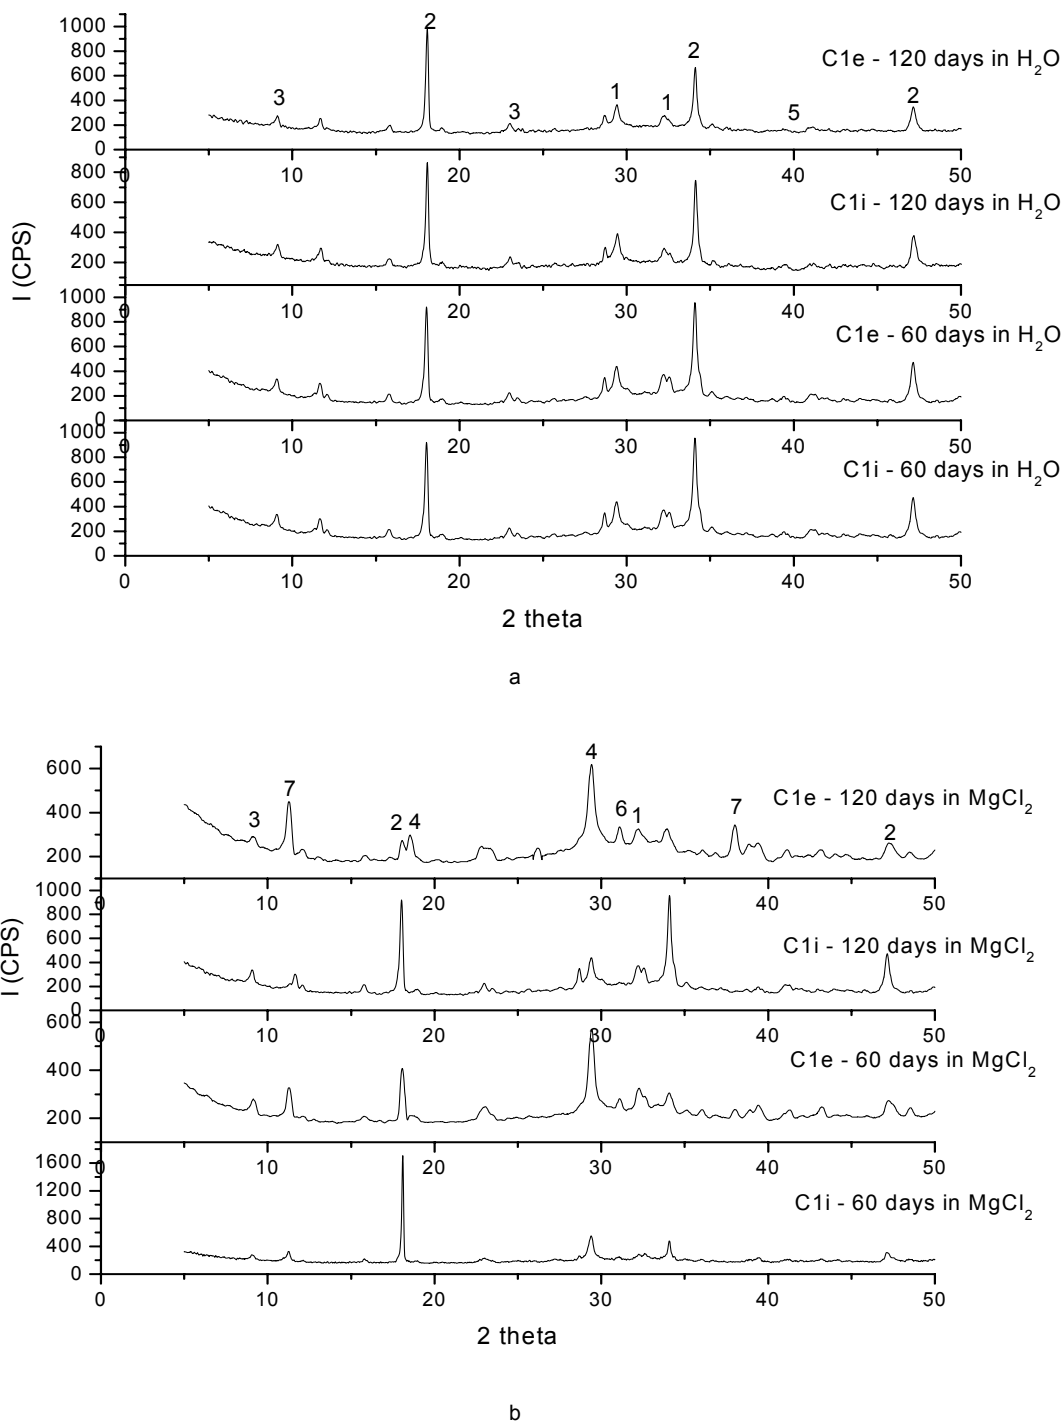 I (CPS)
1000
800
600
400
200
0
3
2
3
1
1
2
5
2
C1e - 120 days in H2O
0 10 20 30 40 50
800
600
400
200
C1i - 120 days in H2O
0 10 20 30 40 50
1000
800
600
400
200
0
C1e - 60 days in H2O
0 10 20 30 40 50
1000
800
600
400
200
0
C1i - 60 days in H2O
0 10 20 30 40 50
2 theta
a
I (CPS)
600
400
200
3
7
2
4
4
6
1
7
2
C1e - 120 days in MgCl2
0 10 20 30 40 50
1000
800
600
400
200
0
C1i - 120 days in MgCl2
0 10 20 30 40 50
600
400
200
C1e - 60 days in MgCl2
0 10 20 30 40 50
1600
1200
800
400
0
C1i - 60 days in MgCl2
0 10 20 30 40 50
2 theta
b